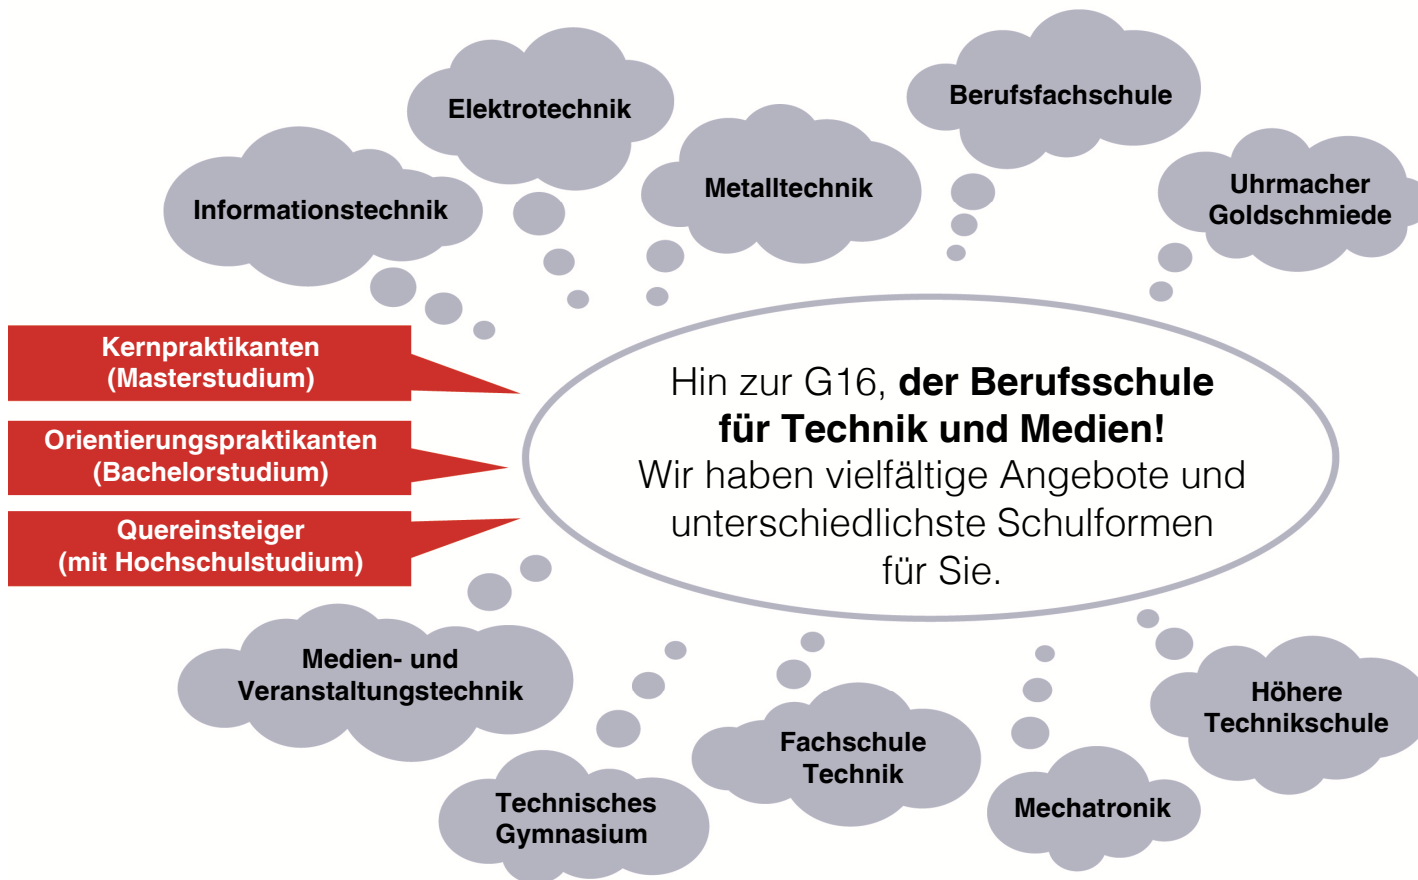 Elektrotechnik
Berufsfachschule
Informationstechnik
Metalltechnik
Uhrmacher
Goldschmiede
Kernpraktikanten
(Masterstudium)
Orientierungspraktikanten
(Bachelorstudium)
Quereinsteiger
(mit Hochschulstudium)
Hin zur G16, der Berufsschule
für Technik und Medien!
Wir haben vielfältige Angebote und
unterschiedlichste Schulformen
für Sie.
Medien- und
Veranstaltungstechnik
Technisches
Gymnasium
Fachschule
Technik
Mechatronik
Höhere
Technikschule